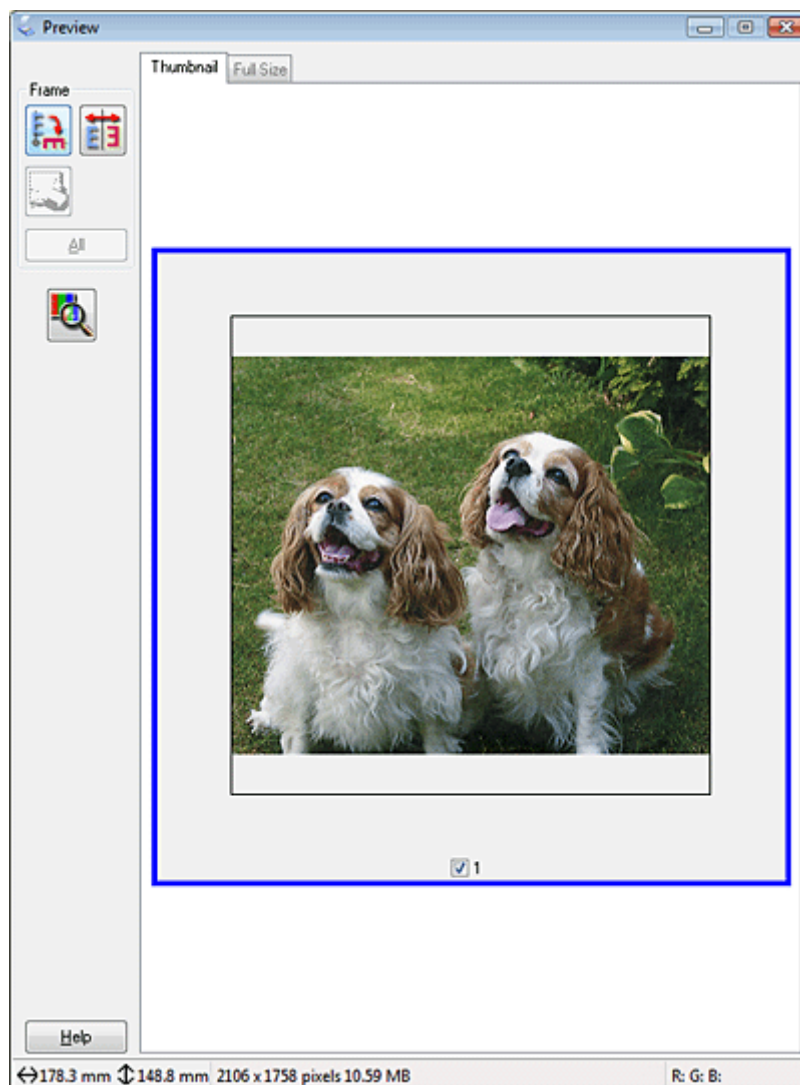 Preview
Thumbnail
Full Size
Frame
All
1
Help
178.3 mm 148.8 mm 2106 x 1758 pixels 10.59 MB R: G: B: